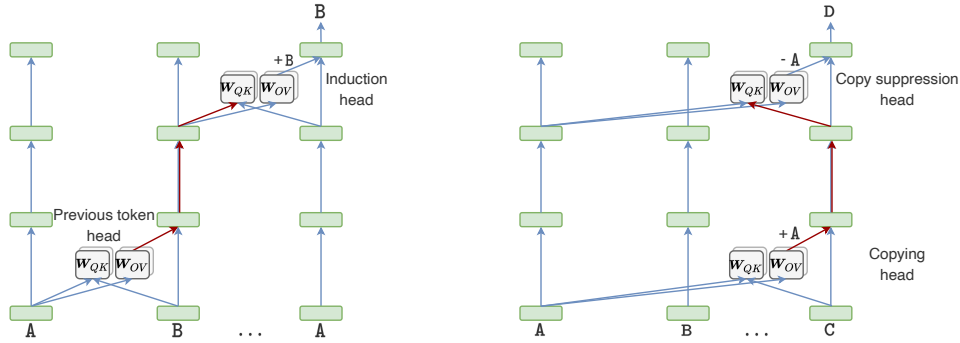 B
+B
W_QK W_OV
Induction
head
Previous token
head
W_QK W_OV
A B ... A
D
- A
W_QK W_OV
Copy suppression
head
+A
W_QK W_OV
Copying
head
A B ... C